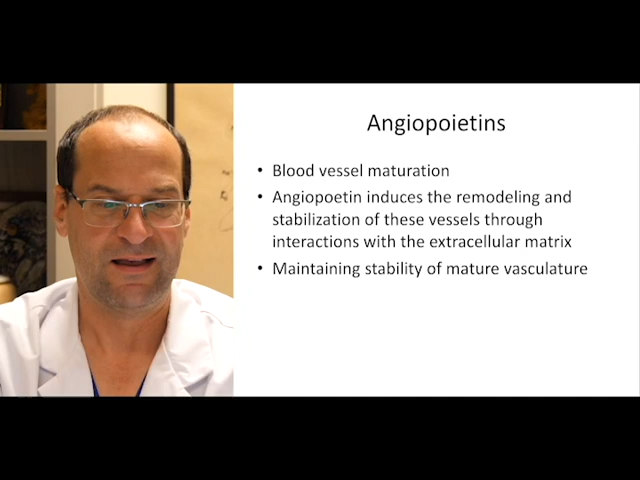 Angiopoietins
• Blood vessel maturation
• Angiopoetin induces the remodeling and
stabilization of these vessels through
interactions with the extracellular matrix
• Maintaining stability of mature vasculature